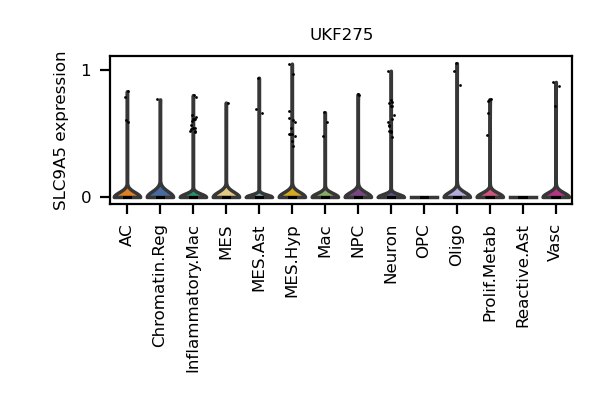 UKF275
SLC9A5 expression
1
0
AC
Chromatin.Reg
Inflammatory.Mac
MES
MES.Ast
MES.Hyp
Mac
NPC
Neuron
OPC
Oligo
Prolif.Metab
Reactive.Ast
Vasc